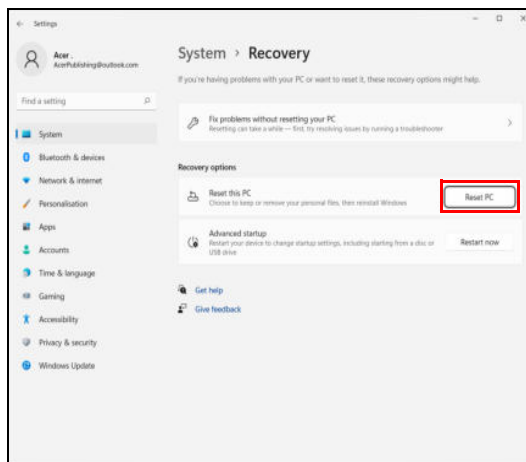 Settings
Acer .
AcerPublishing@outlook.com
Find a setting
System
Bluetooth & devices
Network & internet
Personalisation
Apps
Accounts
Time & language
Gaming
Accessibility
Privacy & security
Windows Update
System > Recovery
If you're having problems with your PC or want to reset it, these recovery options might help.
Fix problems without resetting your PC
Resetting can take a while — first, try resolving issues by running a troubleshooter
Recovery options
Reset this PC
Choose to keep or remove your personal files, then reinstall Windows
Reset PC
Advanced startup
Restart your device to change startup settings, including starting from a disc or
USB drive
Restart now
Get help
Give feedback